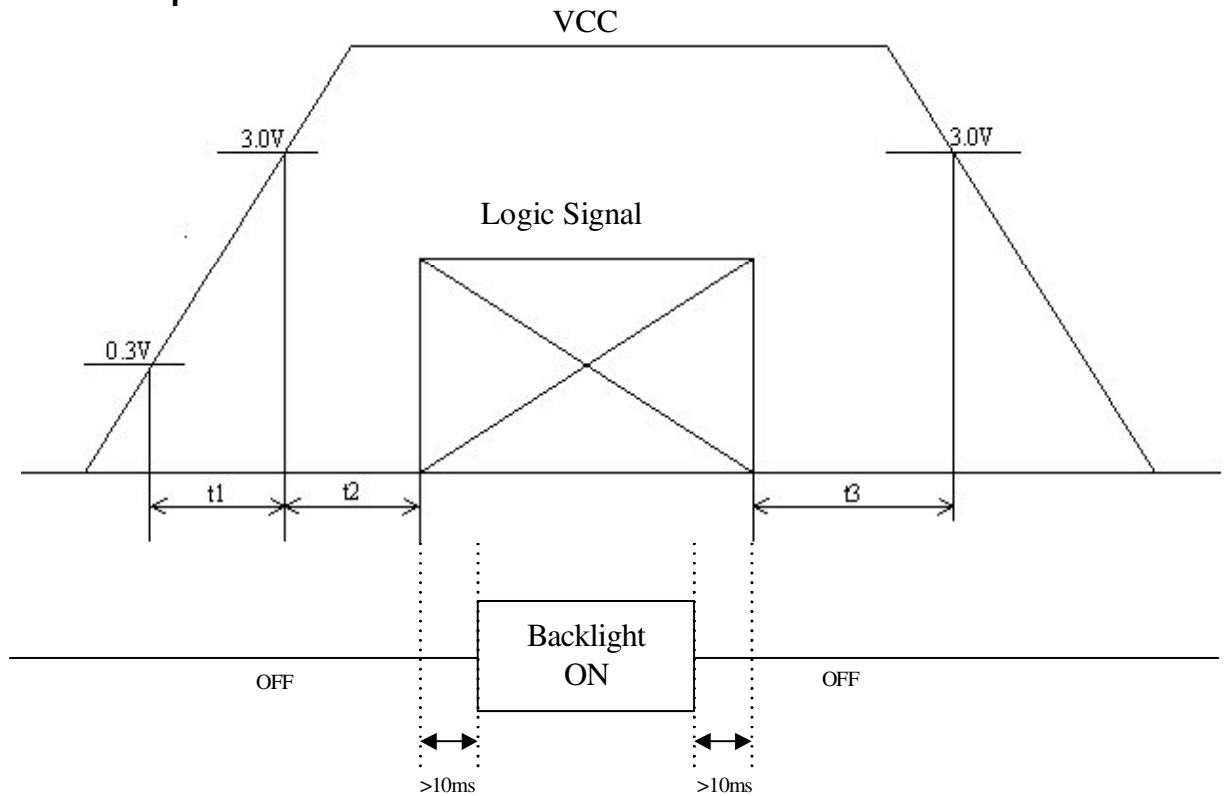 VCC
3.0V
3.0V
Logic Signal
0.3V
t1
t2
t3
Backlight
ON
OFF
OFF
>10ms
>10ms